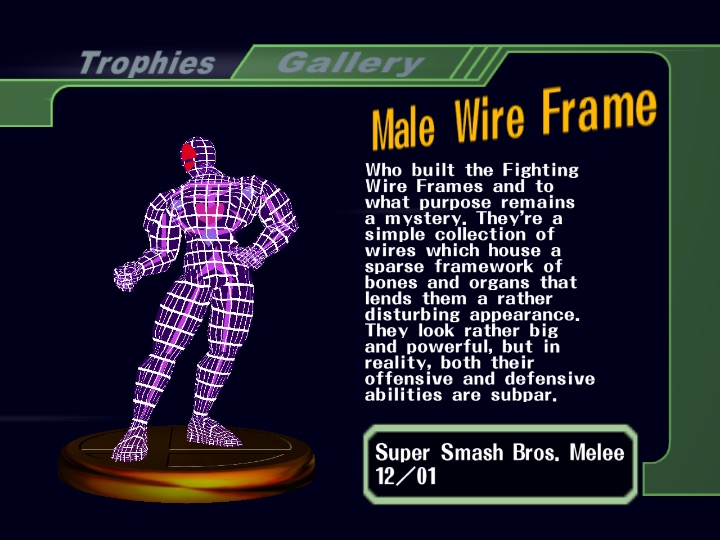 Trophies Gallery
Male Wire Frame
Who built the Fighting
Wire Frames and to
what purpose remains
a mystery. They're a
simple collection of
wires which house a
sparse framework of
bones and organs that
lends them a rather
disturbing appearance.
They look rather big
and powerful, but in
reality, both their
offensive and defensive
abilities are subpar.
Super Smash Bros. Melee
12/01